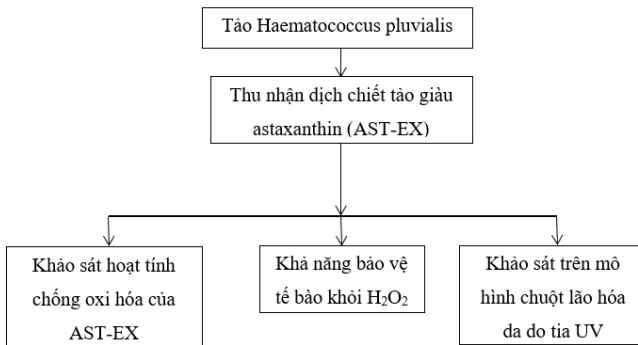 Tảo Haematococcus pluvialis
Thu nhận dịch chiết tảo giàu
astaxanthin (AST-EX)
Khảo sát hoạt tính
chống oxi hóa của
AST-EX
Khả năng bảo vệ
tế bào khỏi H₂O₂
Khảo sát trên mô
hình chuột lão hóa
da do tia UV